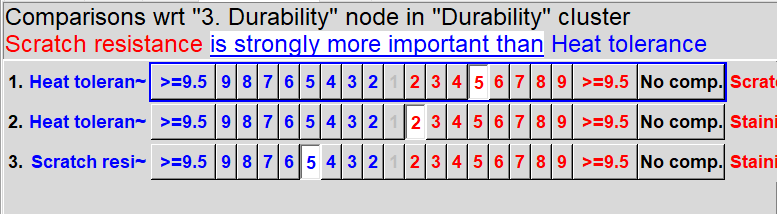 Comparisons wrt "3. Durability" node in "Durability" cluster
Scratch resistance is strongly more important than Heat tolerance
1. Heat toleran~ >=9.5 9 8 7 6 5 4 3 2 1 2 3 4 5 6 7 8 9 >=9.5 No comp. Scrat
2. Heat toleran~ >=9.5 9 8 7 6 5 4 3 2 1 2 3 4 5 6 7 8 9 >=9.5 No comp. Staini
3. Scratch resi~ >=9.5 9 8 7 6 5 4 3 2 1 2 3 4 5 6 7 8 9 >=9.5 No comp. Staini